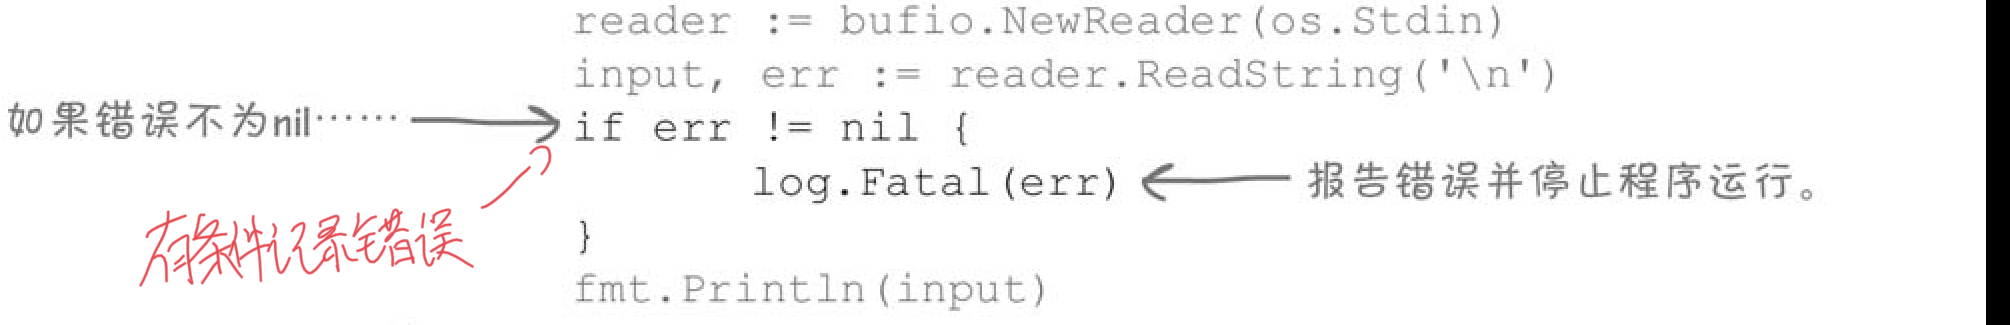 reader := bufio.NewReader(os.Stdin)
input, err := reader.ReadString('\n')
如果错误不为nil…… if err != nil {
log.Fatal(err) 报告错误并停止程序运行。
有条件记录错误
}
fmt.Println(input)